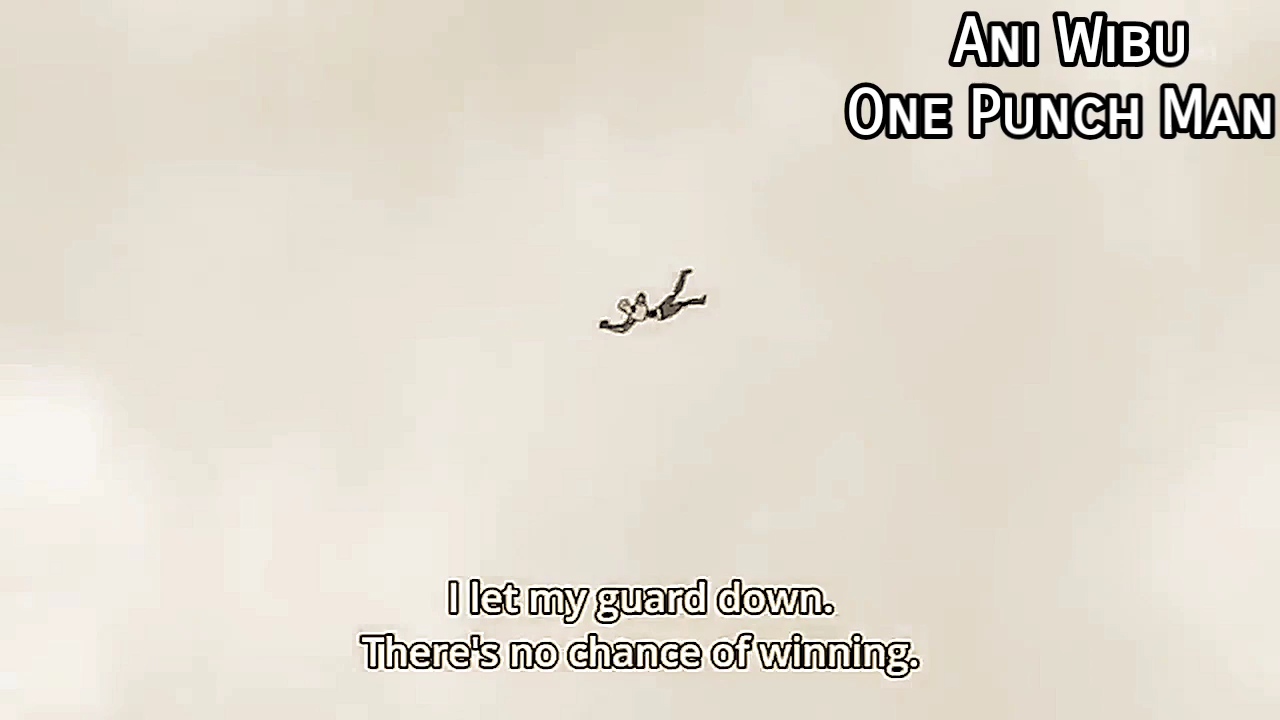 Ani Wibu
One Punch Man
I let my guard down.
There's no chance of winning.